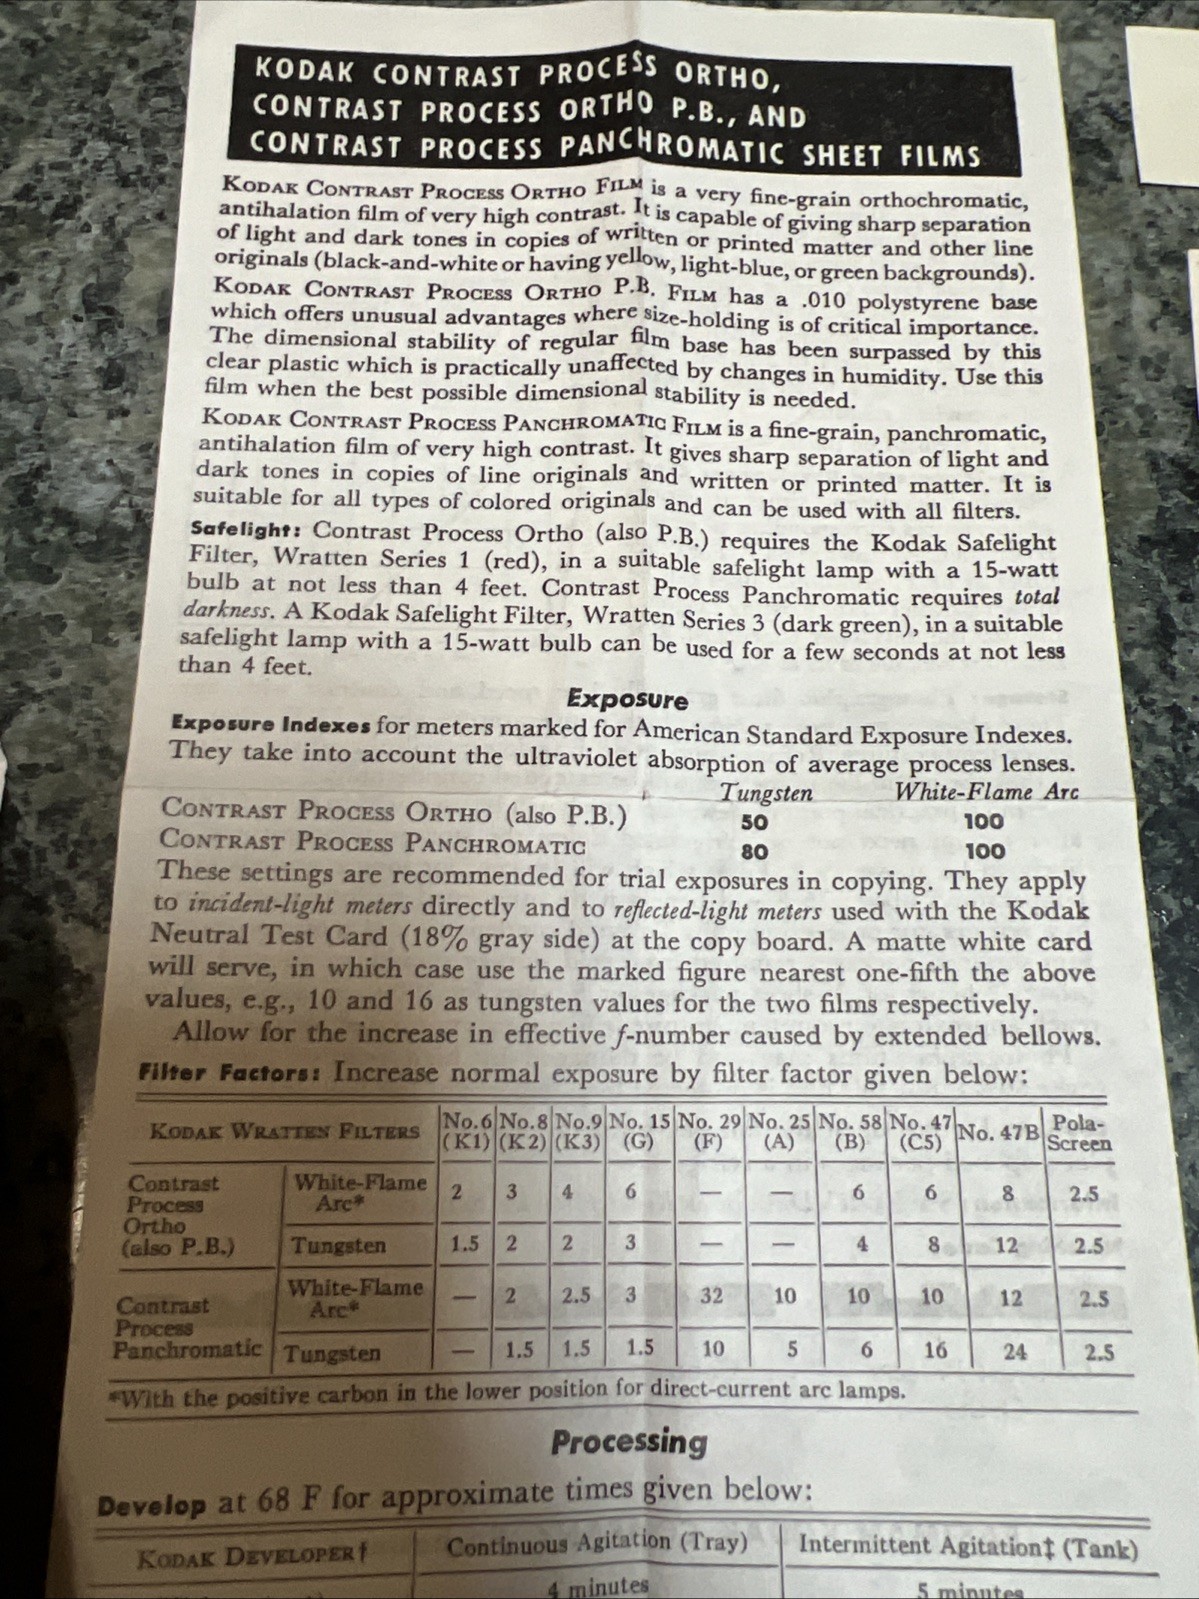 KODAK CONTRAST PROCESS ORTHO,
CONTRAST PROCESS ORTHO P.B., AND
CONTRAST PROCESS PANCHROMATIC SHEET FILMS
KODAK CONTRAST PROCESS ORTHO FILM is a very fine-grain orthochromatic,
antihalation film of very high contrast. It is capable of giving sharp separation
of light and dark tones in copies of written or printed matter and other line
originals (black-and-white or having yellow, light-blue, or green backgrounds).
KODAK CONTRAST PROCESS ORTHO P.B. FILM has a .010 polystyrene base
which offers unusual advantages where size-holding is of critical importance.
The dimensional stability of regular film base has been surpassed by this
clear plastic which is practically unaffected by changes in humidity. Use this
film when the best possible dimensional stability is needed.
KODAK CONTRAST PROCESS PANCHROMATIC FILM is a fine-grain, panchromatic,
antihalation film of very high contrast. It gives sharp separation of light and
dark tones in copies of line originals and written or printed matter. It is
suitable for all types of colored originals and can be used with all filters.
Safelight: Contrast Process Ortho (also P.B.) requires the Kodak Safelight
Filter, Wratten Series 1 (red), in a suitable safelight lamp with a 15-watt
bulb at not less than 4 feet. Contrast Process Panchromatic requires total
darkness. A Kodak Safelight Filter, Wratten Series 3 (dark green), in a suitable
safelight lamp with a 15-watt bulb can be used for a few seconds at not less
than 4 feet.
Exposure
Exposure Indexes for meters marked for American Standard Exposure Indexes.
They take into account the ultraviolet absorption of average process lenses.
Tungsten White-Flame Arc
CONTRAST PROCESS ORTHO (also P.B.) 50 100
CONTRAST PROCESS PANCHROMATIC 80 100
These settings are recommended for trial exposures in copying. They apply
to incident-light meters directly and to reflected-light meters used with the Kodak
Neutral Test Card (18% gray side) at the copy board. A matte white card
will serve, in which case use the marked figure nearest one-fifth the above
values, e.g., 10 and 16 as tungsten values for the two films respectively.
Allow for the increase in effective f-number caused by extended bellows.
Filter Factors: Increase normal exposure by filter factor given below:
KODAK WRATTEN FILTERS No.6 (K1) No.8 (K2) No.9 (K3) No. 15 (G) No. 29 (F) No. 25 (A) No. 58 (B) No. 47 (C5) No. 47B Pola-Screen
Contrast Process Ortho (also P.B.) White-Flame Arc* 2 3 4 6 — — 6 6 8 2.5
Tungsten 1.5 2 2 3 — — 4 8 12 2.5
Contrast Process Panchromatic White-Flame Arc* — 2 2.5 3 32 10 10 10 12 2.5
Tungsten — 1.5 1.5 1.5 10 5 6 16 24 2.5
*With the positive carbon in the lower position for direct-current arc lamps.
Processing
Develop at 68 F for approximate times given below:
KODAK DEVELOPER† Continuous Agitation (Tray) Intermittent Agitation‡ (Tank)
4 minutes 5 minutes